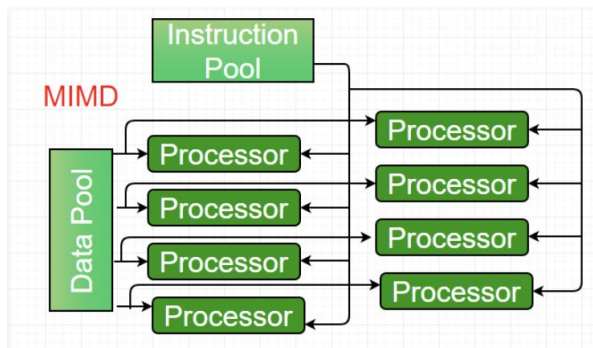 Instruction
Pool
MIMD
Processor
Processor
Processor
Processor
Data Pool
Processor
Processor
Processor
Processor